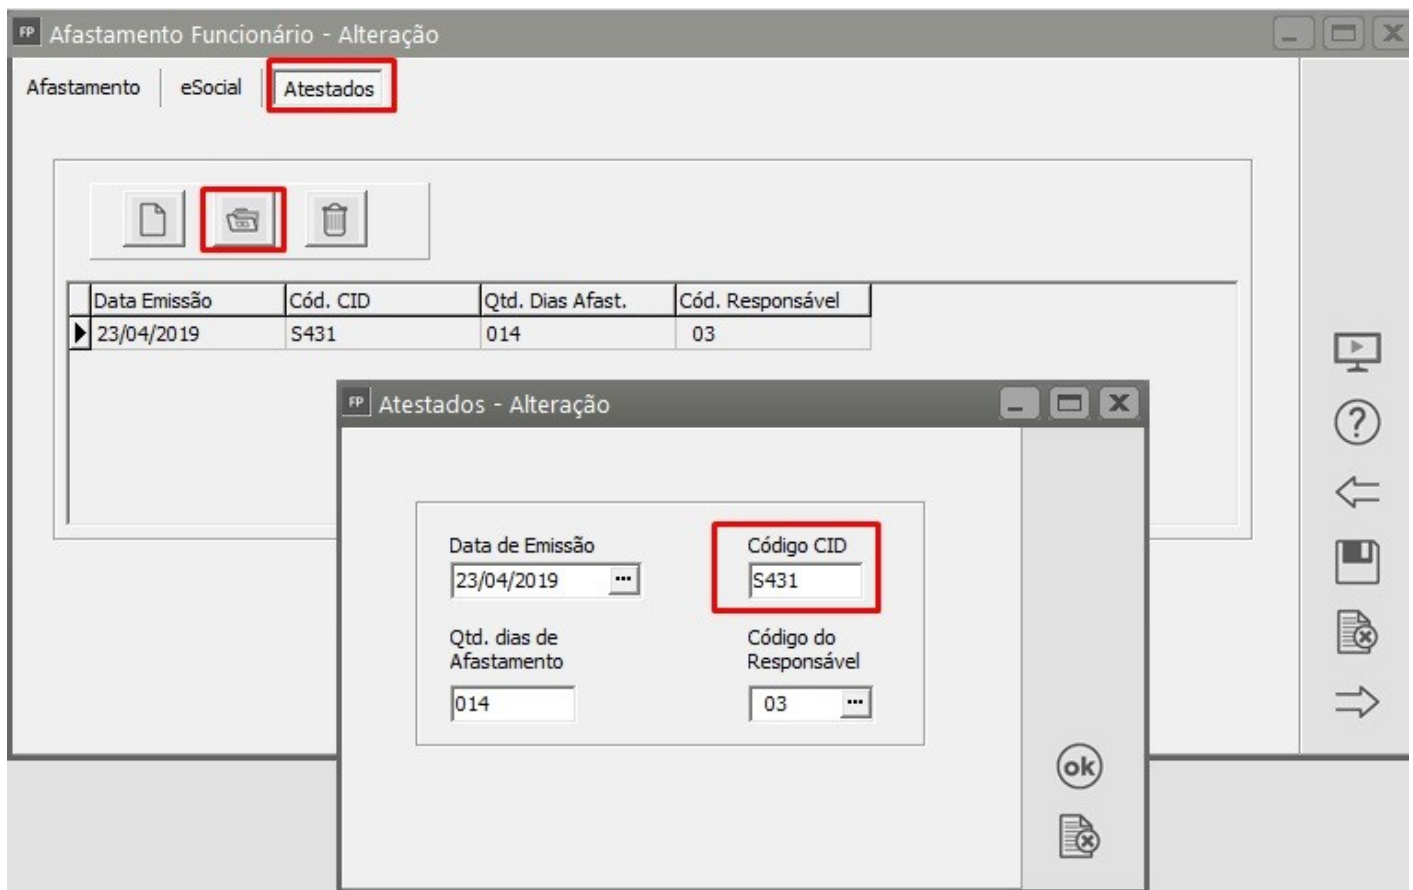 FP Afastamento Funcionário - Alteração
Afastamento eSocial Atestados
Data Emissão Cód. CID Qtd. Dias Afast. Cód. Responsável
23/04/2019 S431 014 03
FP Atestados - Alteração
Data de Emissão Código CID
23/04/2019 ... S431
Qtd. dias de Código do
Afastamento Responsável
014 03 ...
ok